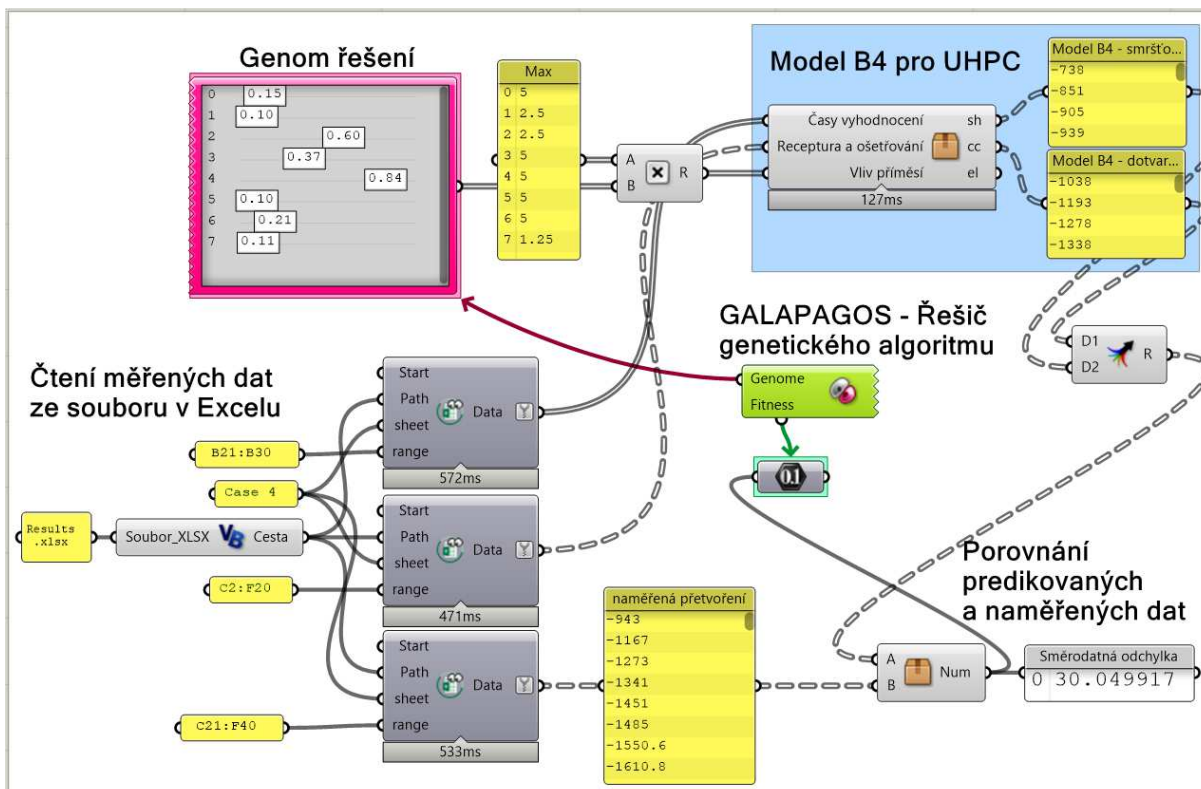 Genom řešení
0 0.15
1 0.10
2 0.60
3 0.37
4 0.84
5 0.10
6 0.21
7 0.11
Max
0 5
1 2.5
2 2.5
3 5
4 5
5 5
6 5
7 1.25
A
B
R
Model B4 pro UHPC
Časy vyhodnocení sh
Receptura a ošetřování cc
Vliv příměsí el
127ms
Model B4 - smršťo...
-738
-851
-905
-939
Model B4 - dotvar...
-1038
-1193
-1278
-1338
D1
D2
R
GALAPAGOS - Řešič
genetického algoritmu
Genome
Fitness
0.1
Čtení měřených dat
ze souboru v Excelu
B21:B30
Case 4
Results
.xlsx
Soubor_XLSX VB Cesta
C2:F20
C21:F40
Start
Path
sheet
range
Data
572ms
Start
Path
sheet
range
Data
471ms
Start
Path
sheet
range
Data
533ms
naměřená přetvoření
-943
-1167
-1273
-1341
-1451
-1485
-1550.6
-1610.8
Porovnání
predikovaných
a naměřených dat
A
B
Num
Směrodatná odchylka
0 30.049917